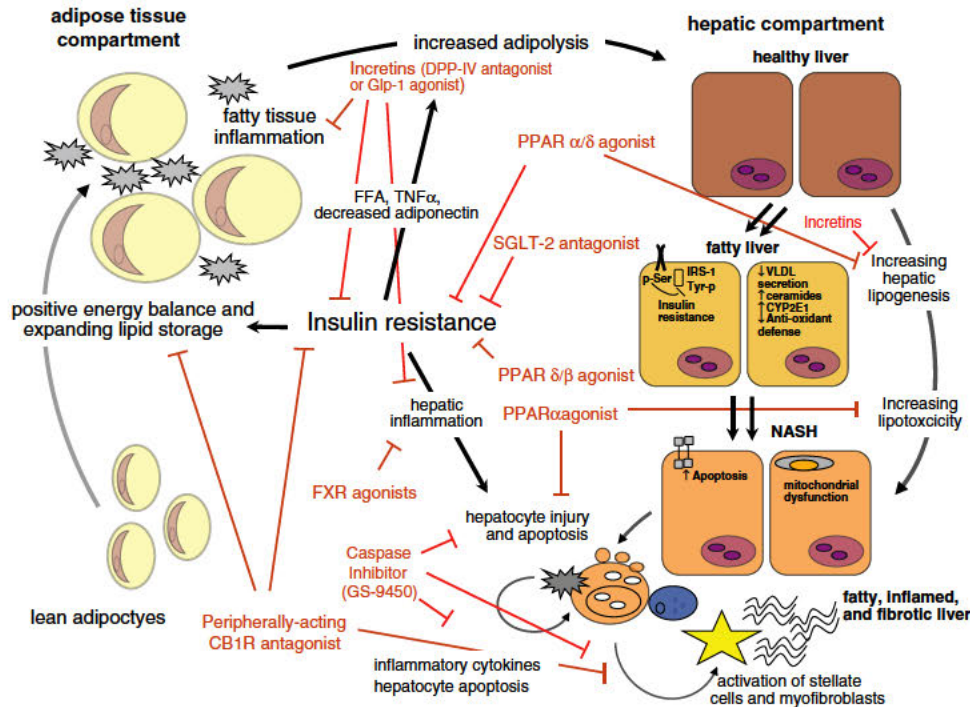 adipose tissue
compartment
increased adipolysis
hepatic compartment
healthy liver
Incretins (DPP-IV antagonist
or Glp-1 agonist)
fatty tissue
inflammation
PPAR α/δ agonist
FFA, TNFα,
decreased adiponectin
SGLT-2 antagonist
Incretins
fatty liver
Increasing
hepatic
lipogenesis
p-Ser
IRS-1
Tyr-p
Insulin
resistance
↓VLDL
secretion
↑ceramides
↑CYP2E1
↓Anti-oxidant
defense
positive energy balance and
expanding lipid storage
Insulin resistance
PPAR δ/β agonist
hepatic
inflammation
PPARαagonist
Increasing
lipotoxcicity
NASH
↑Apoptosis
mitochondrial
dysfunction
FXR agonists
hepatocyte injury
and apoptosis
Caspase
Inhibitor
(GS-9450)
lean adipoctyes
Peripherally-acting
CB1R antagonist
fatty, inflamed,
and fibrotic liver
inflammatory cytokines
hepatocyte apoptosis
activation of stellate
cells and myofibroblasts